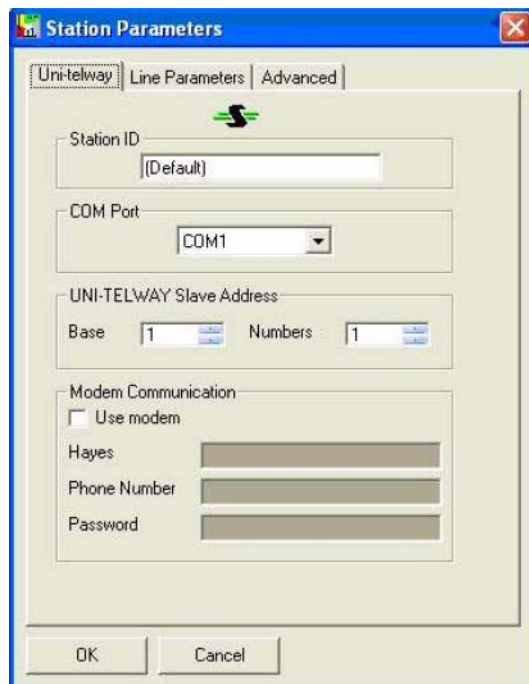 Station Parameters
Uni-telway Line Parameters Advanced
Station ID
(Default)
COM Port
COM1
UNI-TELWAY Slave Address
Base 1 Numbers 1
Modem Communication
Use modem
Hayes
Phone Number
Password
OK Cancel